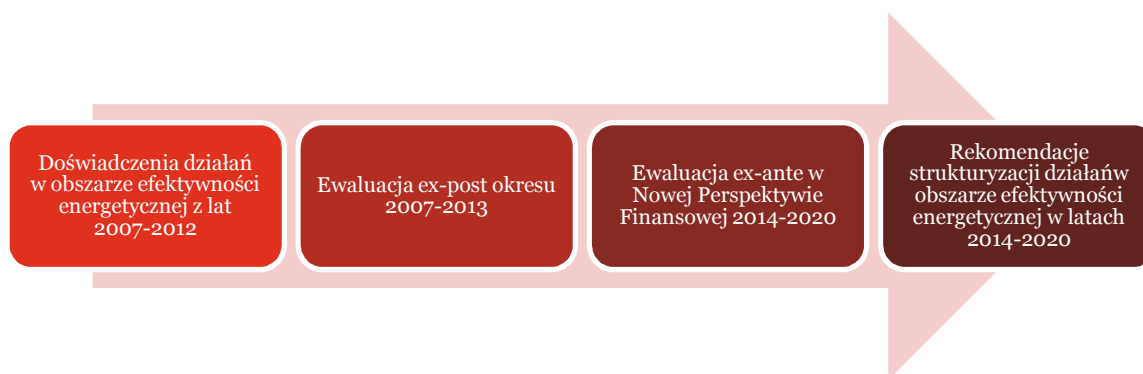 Doświadczenia działań
w obszarze efektywności
energetycznej z lat
2007-2012
Ewaluacja ex-post okresu
2007-2013
Ewaluacja ex-ante w
Nowej Perspektywie
Finansowej 2014-2020
Rekomendacje
strukturyzacji działańw
obszarze efektywności
energetycznej w latach
2014-2020